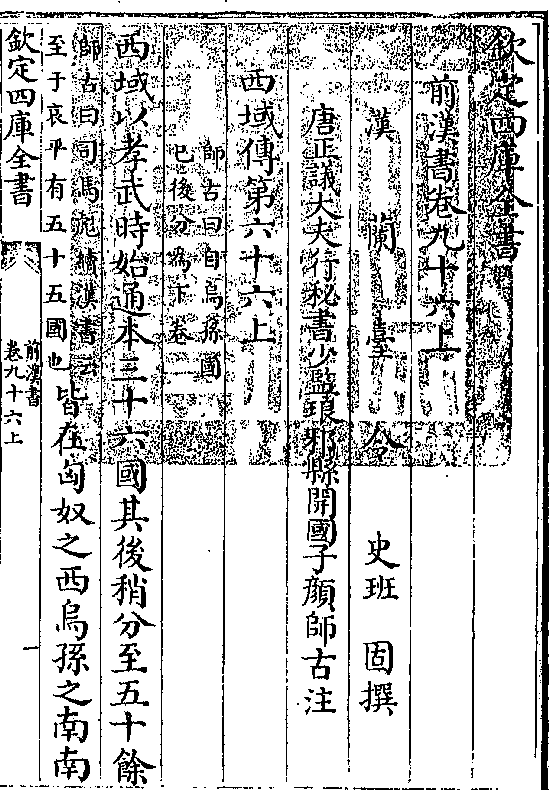 欽定四庫全書
前漢書卷九十六上
漢蘭臺令史班固撰
唐正議大夫行秘書少監琅邪縣開國子顔師古注
西域傳第六十六上
師古曰自烏孫國
已後分為下卷
西域以孝武時始通本三十六國其後稍分至五十餘
師古曰司馬彪續漢書云
至于哀平有五十五國也
皆在匈奴之西烏孫之南南
欽定四庫全書
前漢書
卷九十六上
一